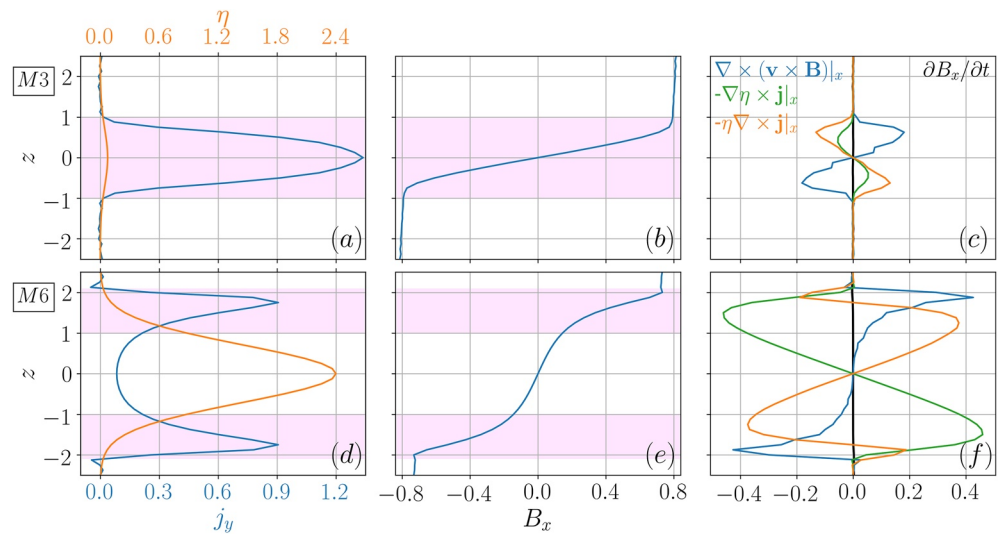 η
0.0 0.6 1.2 1.8 2.4
M3
2
1
0
−1
−2
z
(a)
(b)
∇ × (v × B)|x
-∇η × j|x
-η∇ × j|x
∂Bx/∂t
(c)
M6
2
1
0
−1
−2
z
(d)
(e)
(f)
0.0 0.3 0.6 0.9 1.2
jy
−0.8 −0.4 0.0 0.4 0.8
Bx
−0.4 −0.2 0.0 0.2 0.4